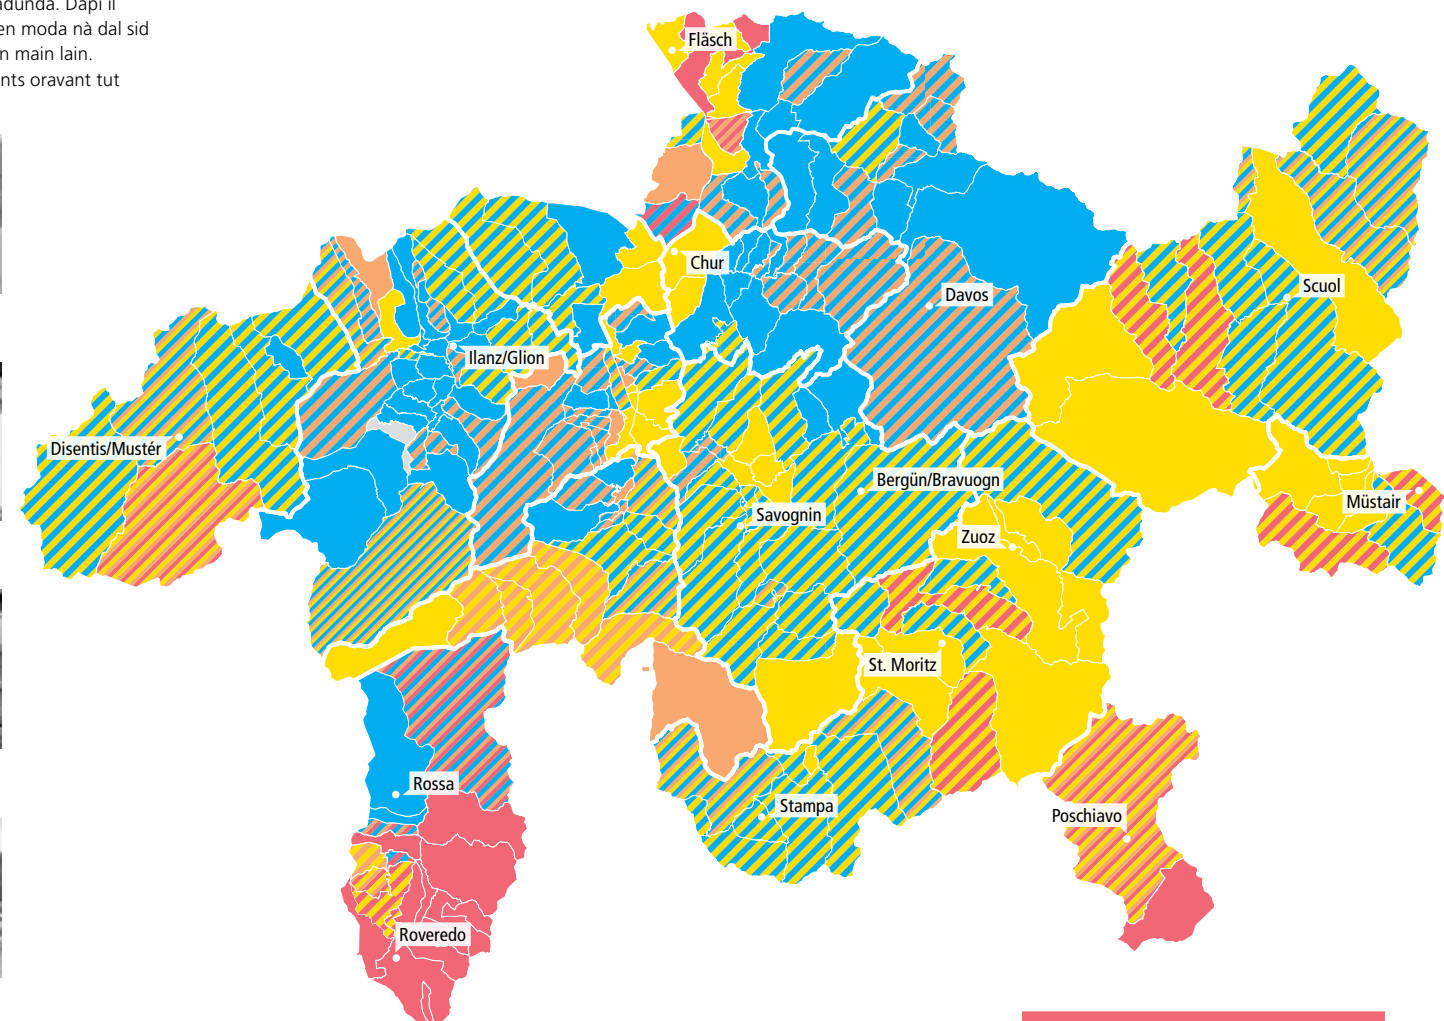 adunda. Dapi il
en moda nà dal sid
n main lain.
nts oravant tut
Fläsch
Chur
Davos
Scuol
Ilanz/Glion
Disentis/Mustér
Bergün/Bravuogn
Müstair
Savognin
Zuoz
St. Moritz
Rossa
Stampa
Poschiavo
Roveredo